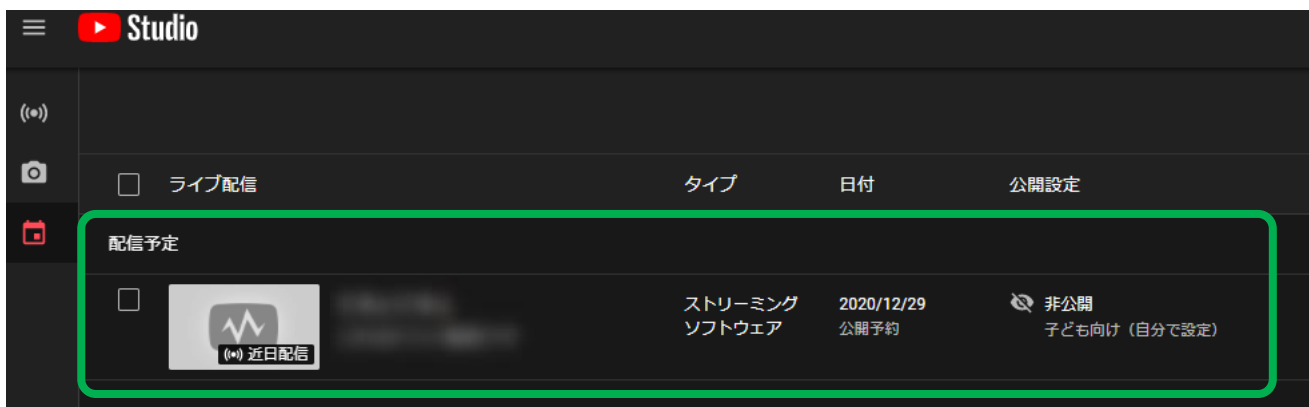 Studio
ライブ配信 タイプ 日付 公開設定
配信予定
ストリーミング 2020/12/29 非公開
ソフトウェア 公開予約 子ども向け（自分で設定）
近日配信